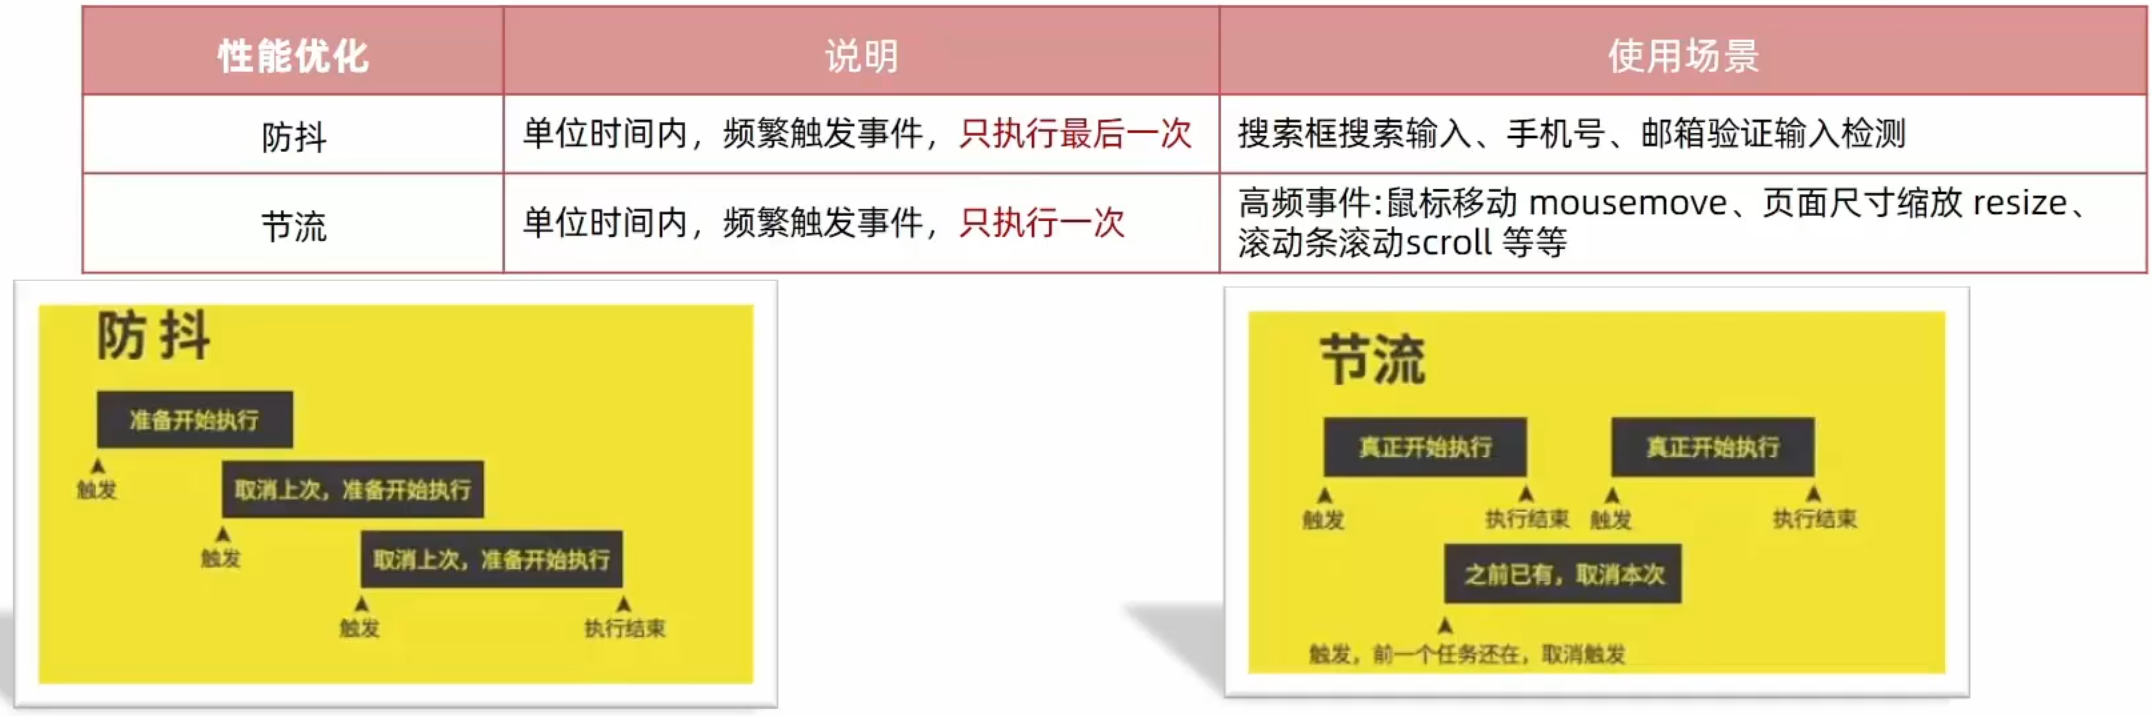 性能优化 说明 使用场景
防抖 单位时间内，频繁触发事件，只执行最后一次 搜索框搜索输入、手机号、邮箱验证输入检测
节流 单位时间内，频繁触发事件，只执行一次 高频事件:鼠标移动 mousemove、页面尺寸缩放 resize、
滚动条滚动scroll 等等
防抖
准备开始执行
触发
取消上次，准备开始执行
触发
取消上次，准备开始执行
触发 执行结束
节流
真正开始执行 真正开始执行
触发 执行结束 触发 执行结束
之前已有，取消本次
触发，前一个任务还在，取消触发